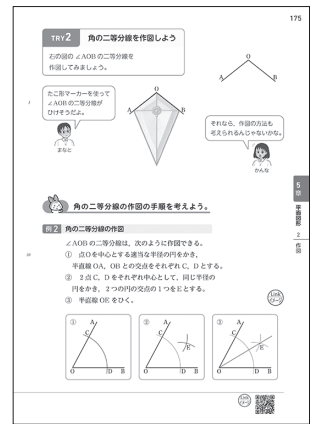 175
TRY2 角の二等分線を作図しよう
右の図の∠AOBの二等分線を
作図してみましょう。
O
A
B
たこ形マーカーを使って
∠AOBの二等分線が
ひけそうだよ。
まなと
O
A
B
それなら、作図の方法も
考えられるんじゃないかな。
かんな
5
章
平面図形
2
作図
角の二等分線の作図の手順を考えよう。
例2 角の二等分線の作図
∠AOBの二等分線は、次のように作図できる。
① 点Oを中心とする適当な半径の円をかき、
半直線OA、OBとの交点をそれぞれC、Dとする。
② 2点C、Dをそれぞれ中心として、同じ半径の
円をかき、2つの円の交点の1つをEとする。
③ 半直線OEをひく。
Link
① A C O D B
② A C E O D B
③ A C E O D B
Link